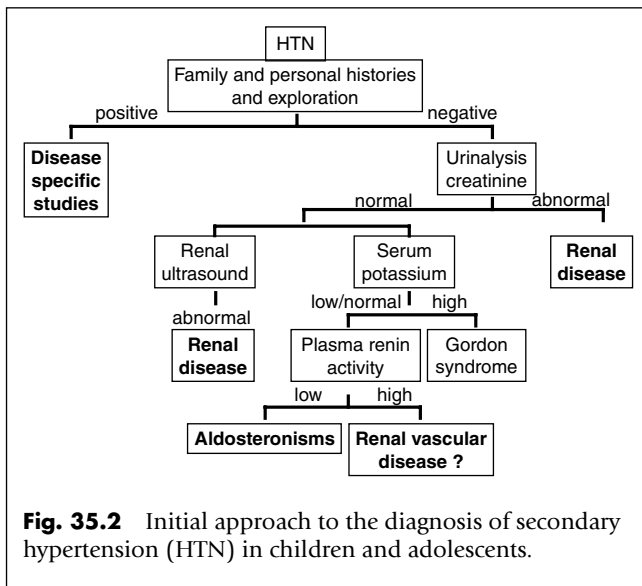 HTN
Family and personal histories
and exploration
positive
negative
Disease
specific
studies
Urinalysis
creatinine
normal
abnormal
Renal
ultrasound
Serum
potassium
Renal
disease
abnormal
low/normal
high
Renal
disease
Plasma renin
activity
Gordon
syndrome
low
high
Aldosteronisms
Renal vascular
disease ?
Fig. 35.2 Initial approach to the diagnosis of secondary
hypertension (HTN) in children and adolescents.